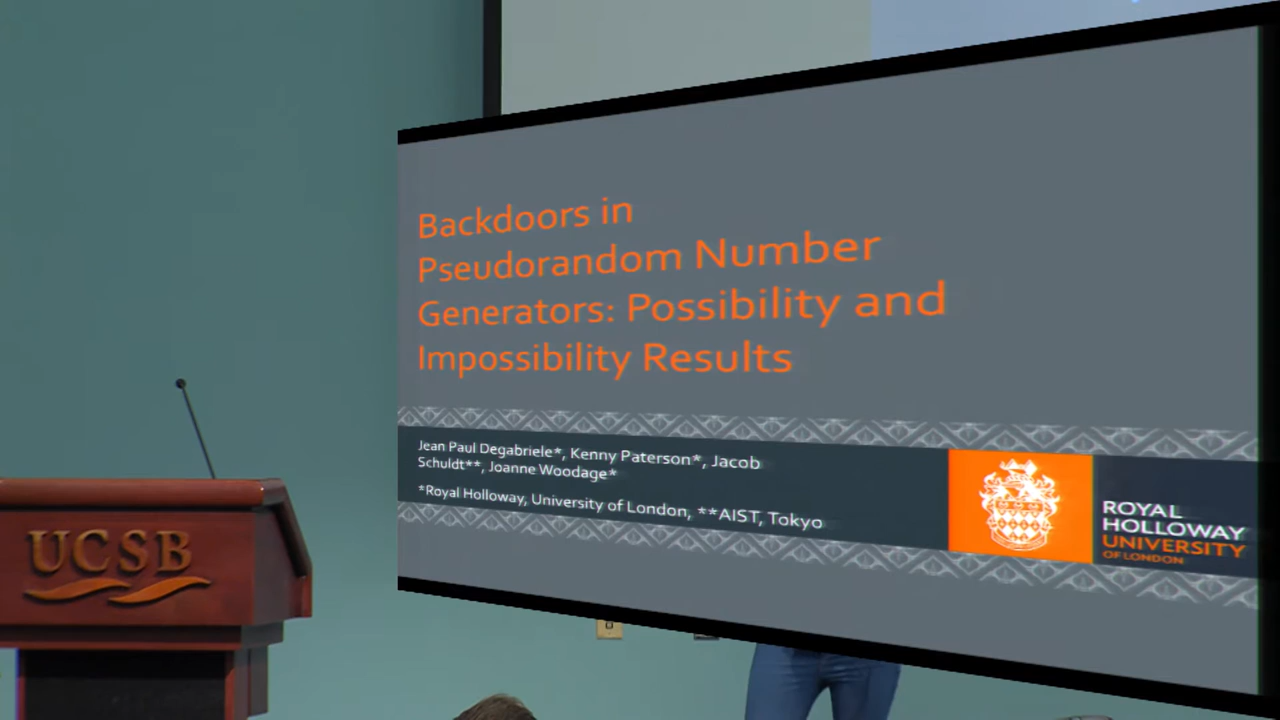 Backdoors in
Pseudorandom Number
Generators: Possibility and
Impossibility Results
Jean Paul Degabriele*, Kenny Paterson*, Jacob
Schuldt**, Joanne Woodage*
*Royal Holloway, University of London, **AIST, Tokyo
ROYAL
HOLLOWAY
UNIVERSITY
OF LONDON
UCSB